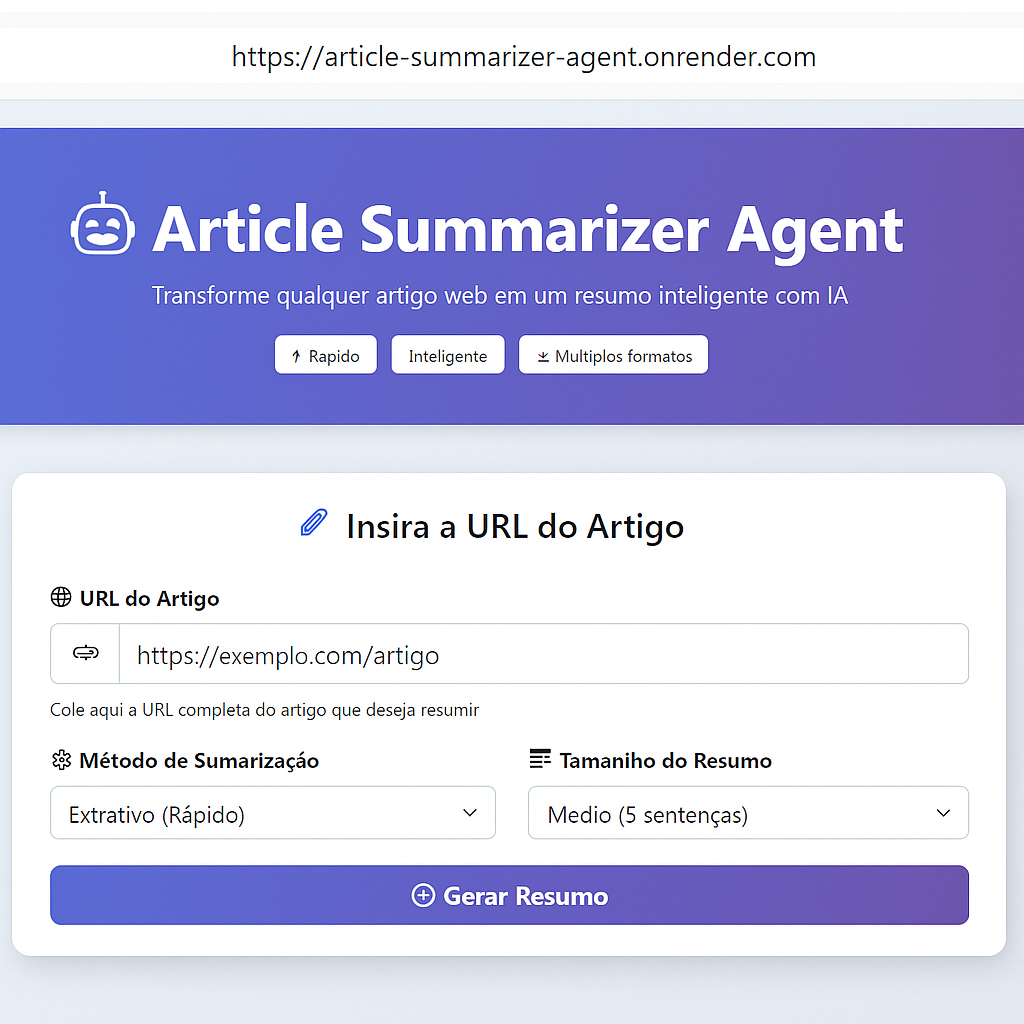 https://article-summarizer-agent.onrender.com
Article Summarizer Agent
Transforme qualquer artigo web em um resumo inteligente com IA
Rapido
Inteligente
Multiplos formatos
Insira a URL do Artigo
URL do Artigo
https://exemplo.com/artigo
Cole aqui a URL completa do artigo que deseja resumir
Método de Sumarizaçáo
Tamaniho do Resumo
Extrativo (Rápido)
Medio (5 sentenças)
Gerar Resumo